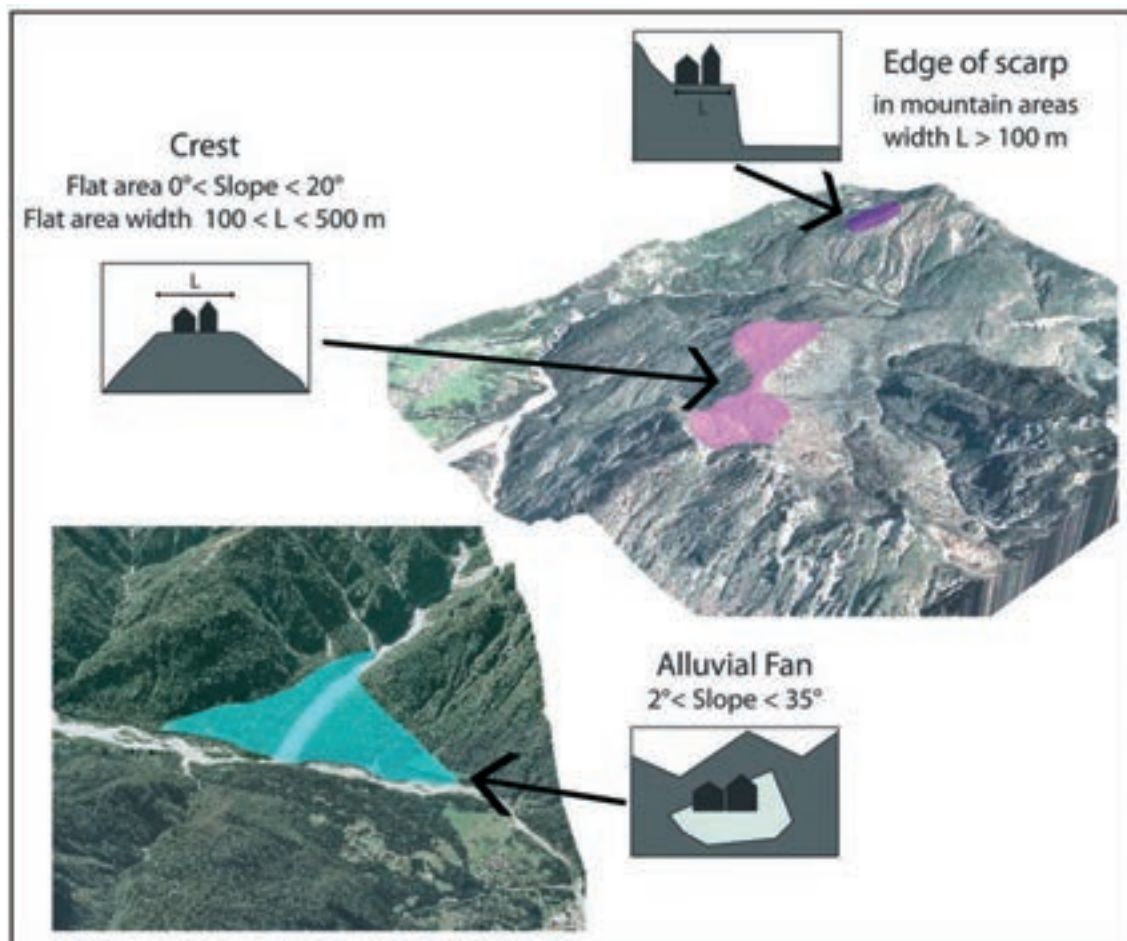 Edge of scarp
in mountain areas
width L > 100 m
L
Crest
Flat area 0°< Slope < 20°
Flat area width 100 < L < 500 m
L
Alluvial Fan
2°< Slope < 35°